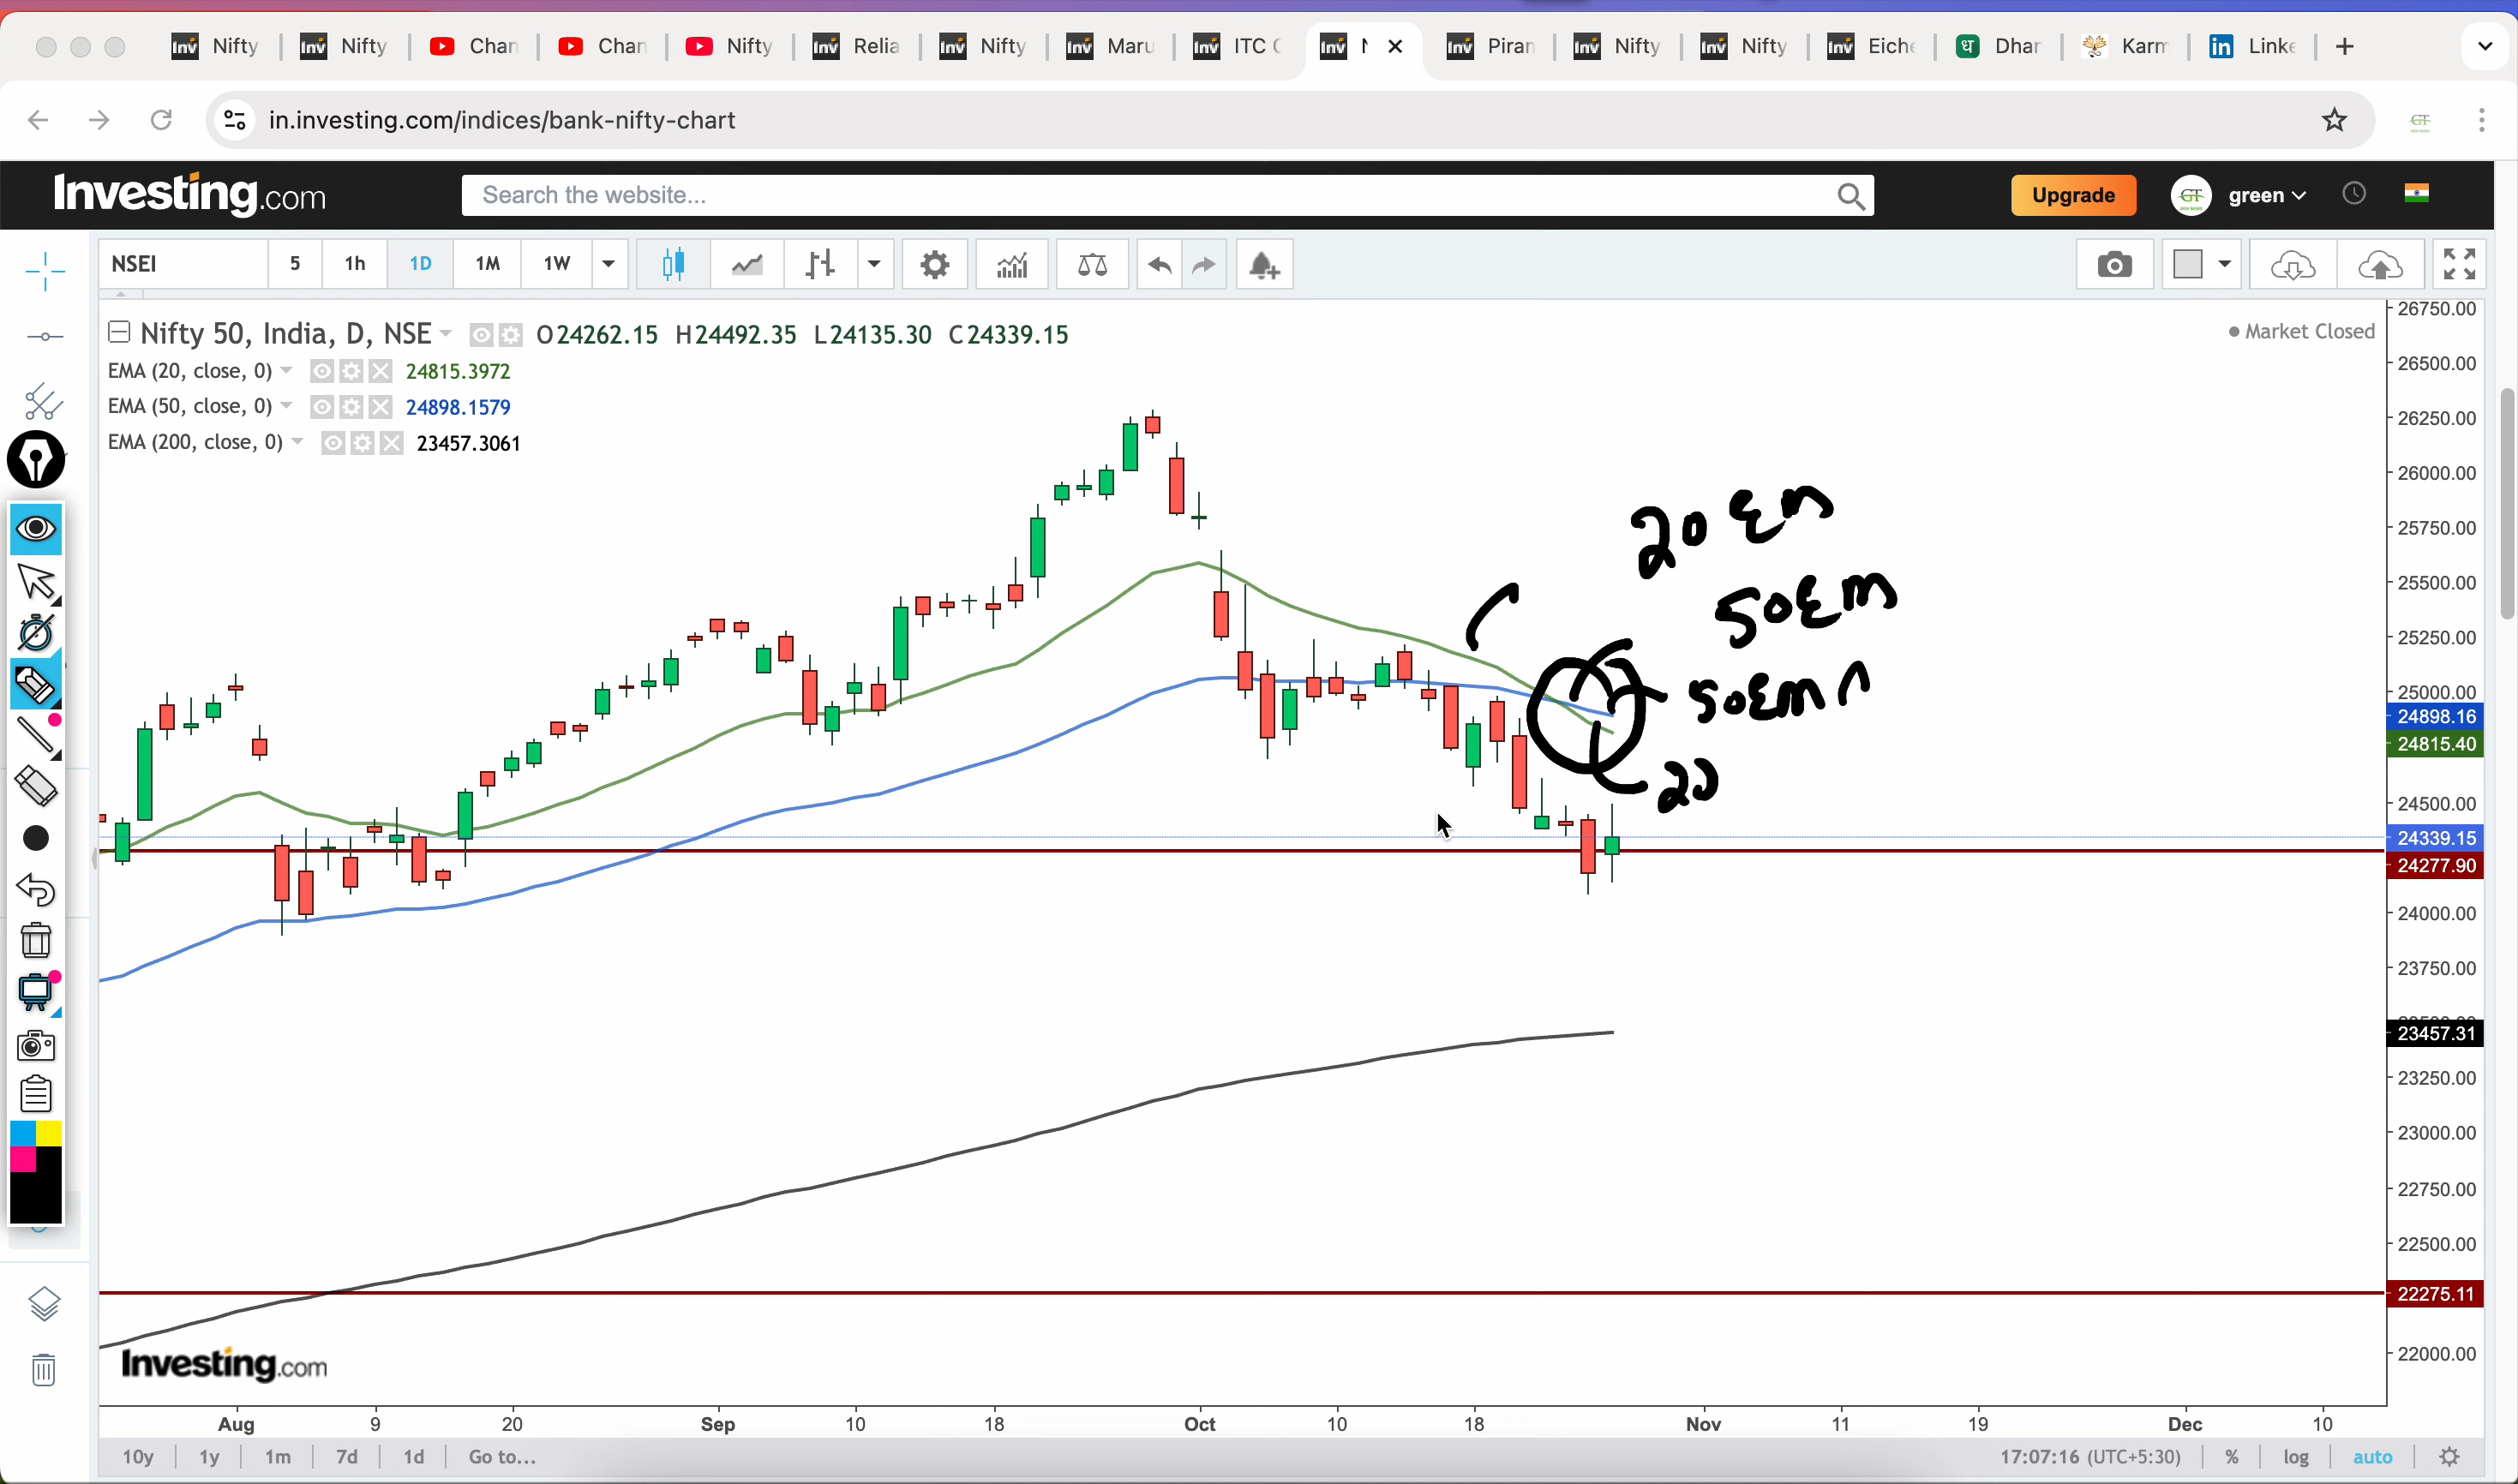 Nifty
Nifty
Chan
Chan
Nifty
Relia
Nifty
Maru
ITC
Piran
Nifty
Nifty
Eiche
Dhar
Karm
Linke
in.investing.com/indices/bank-nifty-chart
Investing.com
Search the website...
Upgrade
green
NSEI 5 1h 1D 1M 1W
Nifty 50, India, D, NSE O24262.15 H24492.35 L24135.30 C24339.15
Market Closed
EMA (20, close, 0) 24815.3972
EMA (50, close, 0) 24898.1579
EMA (200, close, 0) 23457.3061
26750.00
26500.00
26250.00
26000.00
25750.00
25500.00
25250.00
25000.00
24898.16
24815.40
24500.00
24339.15
24277.90
24000.00
23750.00
23457.31
23250.00
23000.00
22750.00
22500.00
22275.11
22000.00
20 Em
50 Em
50 Em
20
Investing.com
Aug 9 20 Sep 10 18 Oct 10 18 Nov 11 19 Dec 10
10y 1y 1m 7d 1d Go to... 17:07:16 (UTC+5:30) % log auto